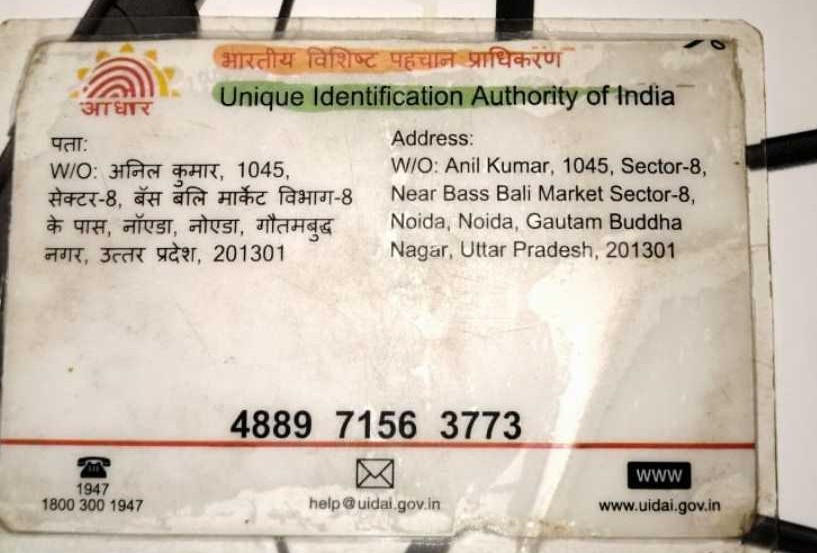 भारतीय विशिष्ट पहचान प्राधिकरण
आधार
Unique Identification Authority of India
पता:
W/O: अनिल कुमार, 1045,
सेक्टर-8, बॅस बलि मार्केट विभाग-8
के पास, नॉएडा, नोएडा, गौतमबुद्ध
नगर, उत्तर प्रदेश, 201301
Address:
W/O: Anil Kumar, 1045, Sector-8,
Near Bass Bali Market Sector-8,
Noida, Noida, Gautam Buddha
Nagar, Uttar Pradesh, 201301
4889 7156 3773
1947
1800 300 1947
help@uidai.gov.in
www
www.uidai.gov.in